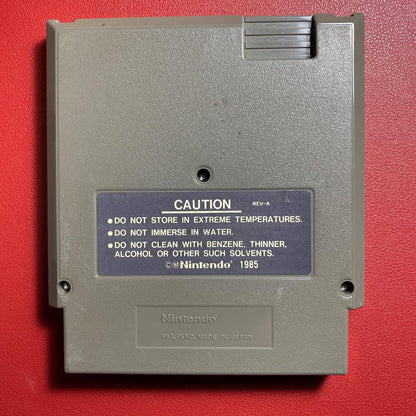 CAUTION REV-A
•DO NOT STORE IN EXTREME TEMPERATURES.
•DO NOT IMMERSE IN WATER.
•DO NOT CLEAN WITH BENZENE, THINNER,
ALCOHOL OR OTHER SUCH SOLVENTS.
©ⓂNintendo® 1985
Nintendo®
PAT. PEND. MADE IN JAPAN